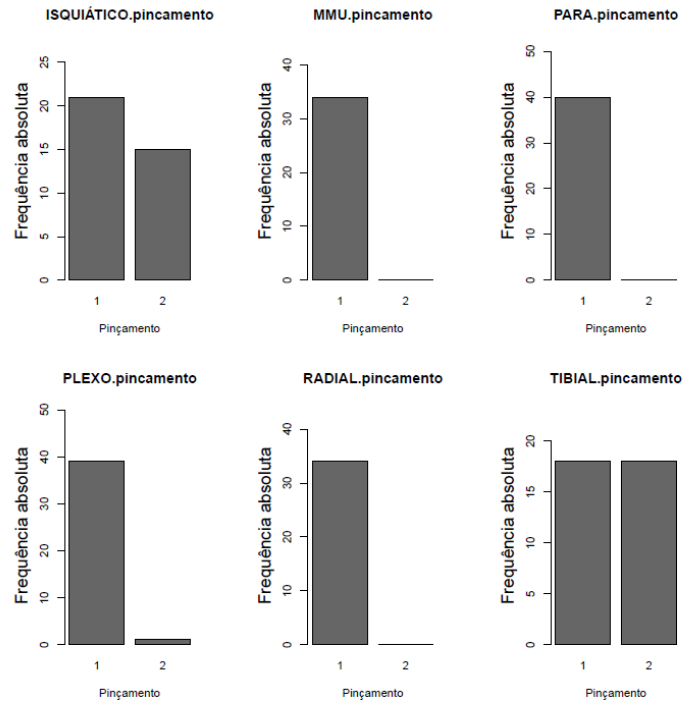 ISQUIÁTICO.pincamento
Frequência absoluta
25
20
15
10
5
0
1 2
Pinçamento
MMU.pincamento
Frequência absoluta
40
30
20
10
0
1 2
Pinçamento
PARA.pincamento
Frequência absoluta
50
40
30
20
10
0
1 2
Pinçamento
PLEXO.pincamento
Frequência absoluta
50
40
30
20
10
0
1 2
Pinçamento
RADIAL.pincamento
Frequência absoluta
40
30
20
10
0
1 2
Pinçamento
TIBIAL.pincamento
Frequência absoluta
20
15
10
5
0
1 2
Pinçamento